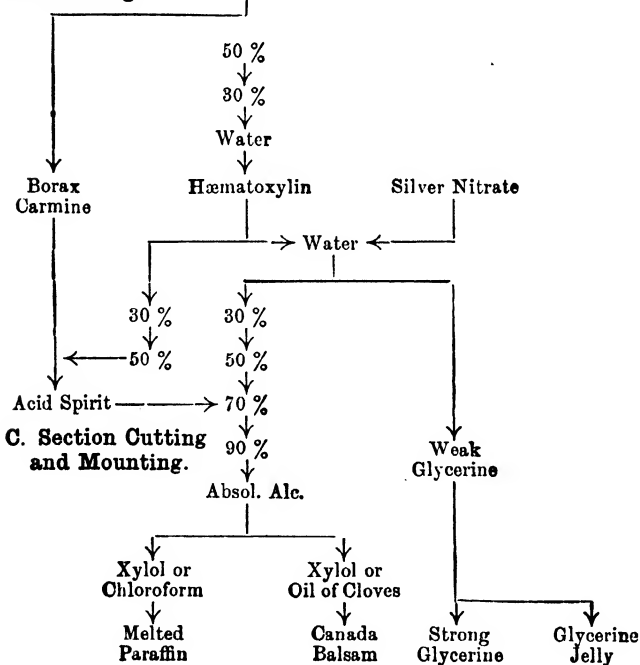 50 %
30 %
Water
Borax
Carmine
Hæmatoxylin
Silver Nitrate
Water
30 %
50 %
30 %
50 %
Acid Spirit
70 %
C. Section Cutting
and Mounting.
90 %
Absol. Alc.
Weak
Glycerine
Xylol or
Chloroform
Xylol or
Oil of Cloves
Melted
Paraffin
Canada
Balsam
Strong
Glycerine
Glycerine
Jelly